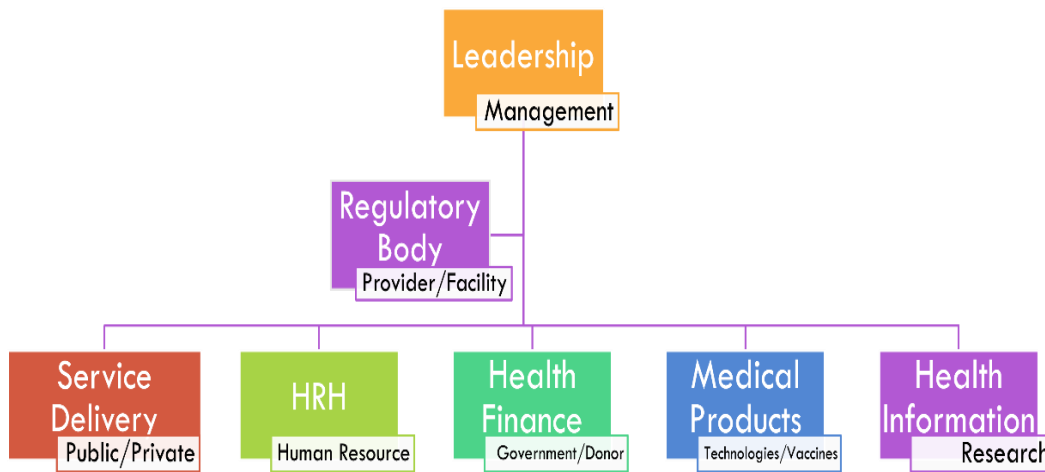 Leadership
Management
Regulatory
Body
Provider/Facility
Service
Delivery
Public/Private
HRH
Human Resource
Health
Finance
Government/Donor
Medical
Products
Technologies/Vaccines
Health
Information
Research